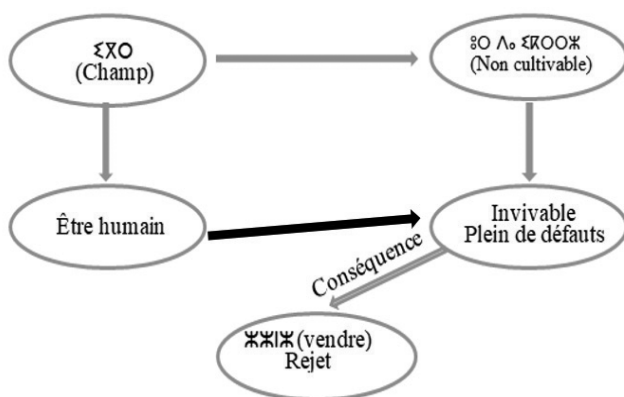 ⵉⴳⵔ
(Champ)
ⵓⵔ ⴷⴰ ⵉⴽⵔⵔⵣ
(Non cultivable)
Être humain
Invivable
Plein de défauts
Conséquence
ⵣⵣⵏⵣ (vendre)
Rejet